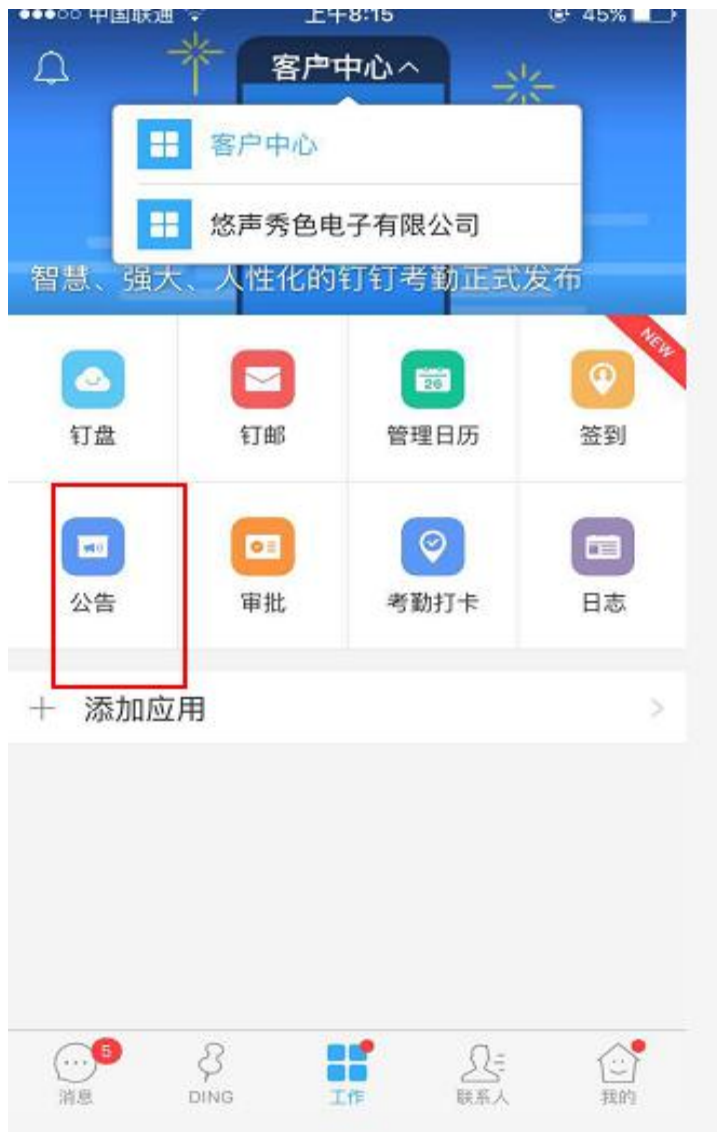 中国联通 上午8:15 45%
客户中心
客户中心
悠声秀色电子有限公司
智慧、强大、人性化的钉钉考勤正式发布
NEW
26
钉盘 钉邮 管理日历 签到
公告 审批 考勤打卡 日志
+ 添加应用
5
消息 DING 工作 联系人 我的